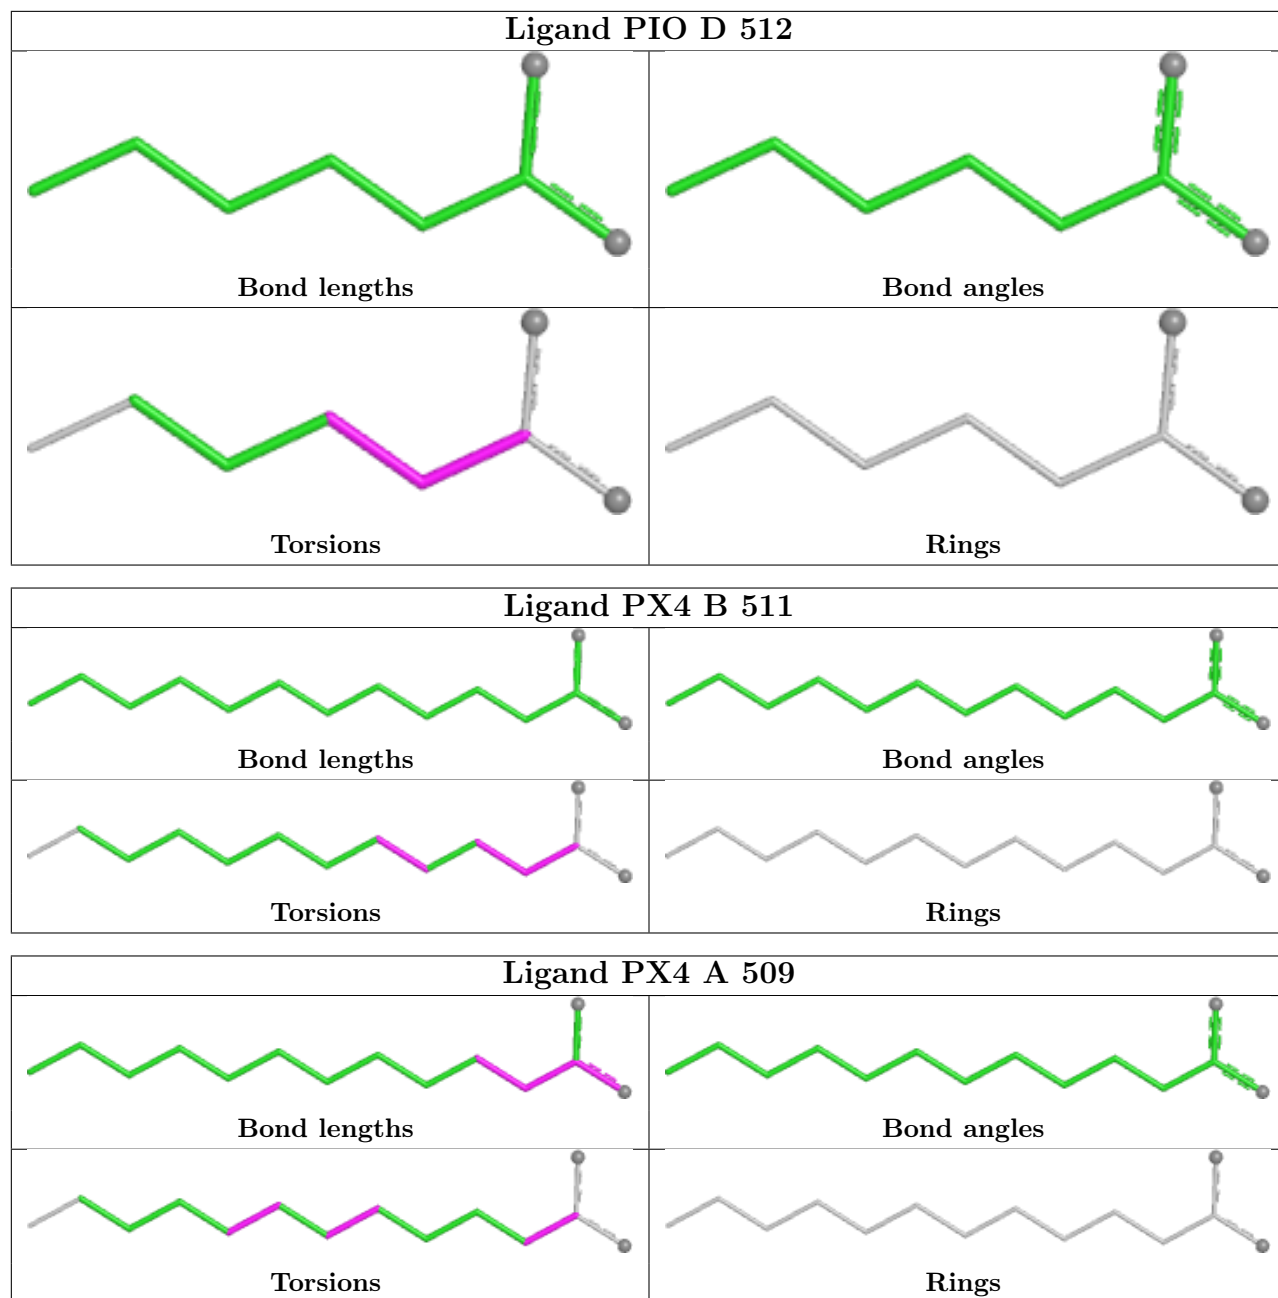 Ligand PIO D 512
Bond lengths
Bond angles
Torsions
Rings
Ligand PX4 B 511
Bond lengths
Bond angles
Torsions
Rings
Ligand PX4 A 509
Bond lengths
Bond angles
Torsions
Rings